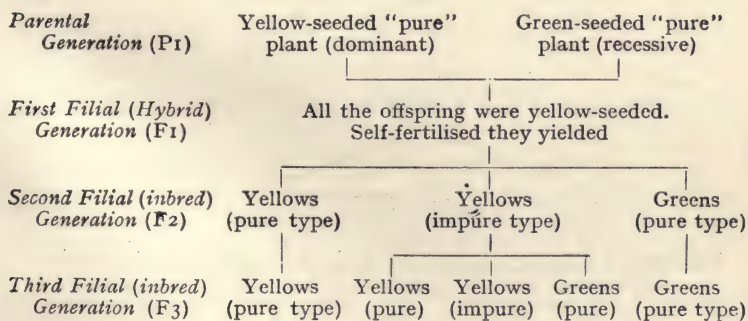 Parental Yellow-seeded “pure” Green-seeded “pure”
Generation (P1) plant (dominant) plant (recessive)
First Filial (Hybrid) All the offspring were yellow-seeded.
Generation (F1) Self-fertilised they yielded
Second Filial (inbred) Yellows Yellows Greens
Generation (F2) (pure type) (impure type) (pure type)
Third Filial (inbred) Yellows Yellows Yellows Greens Greens
Generation (F3) (pure type) (pure) (impure) (pure) (pure type)